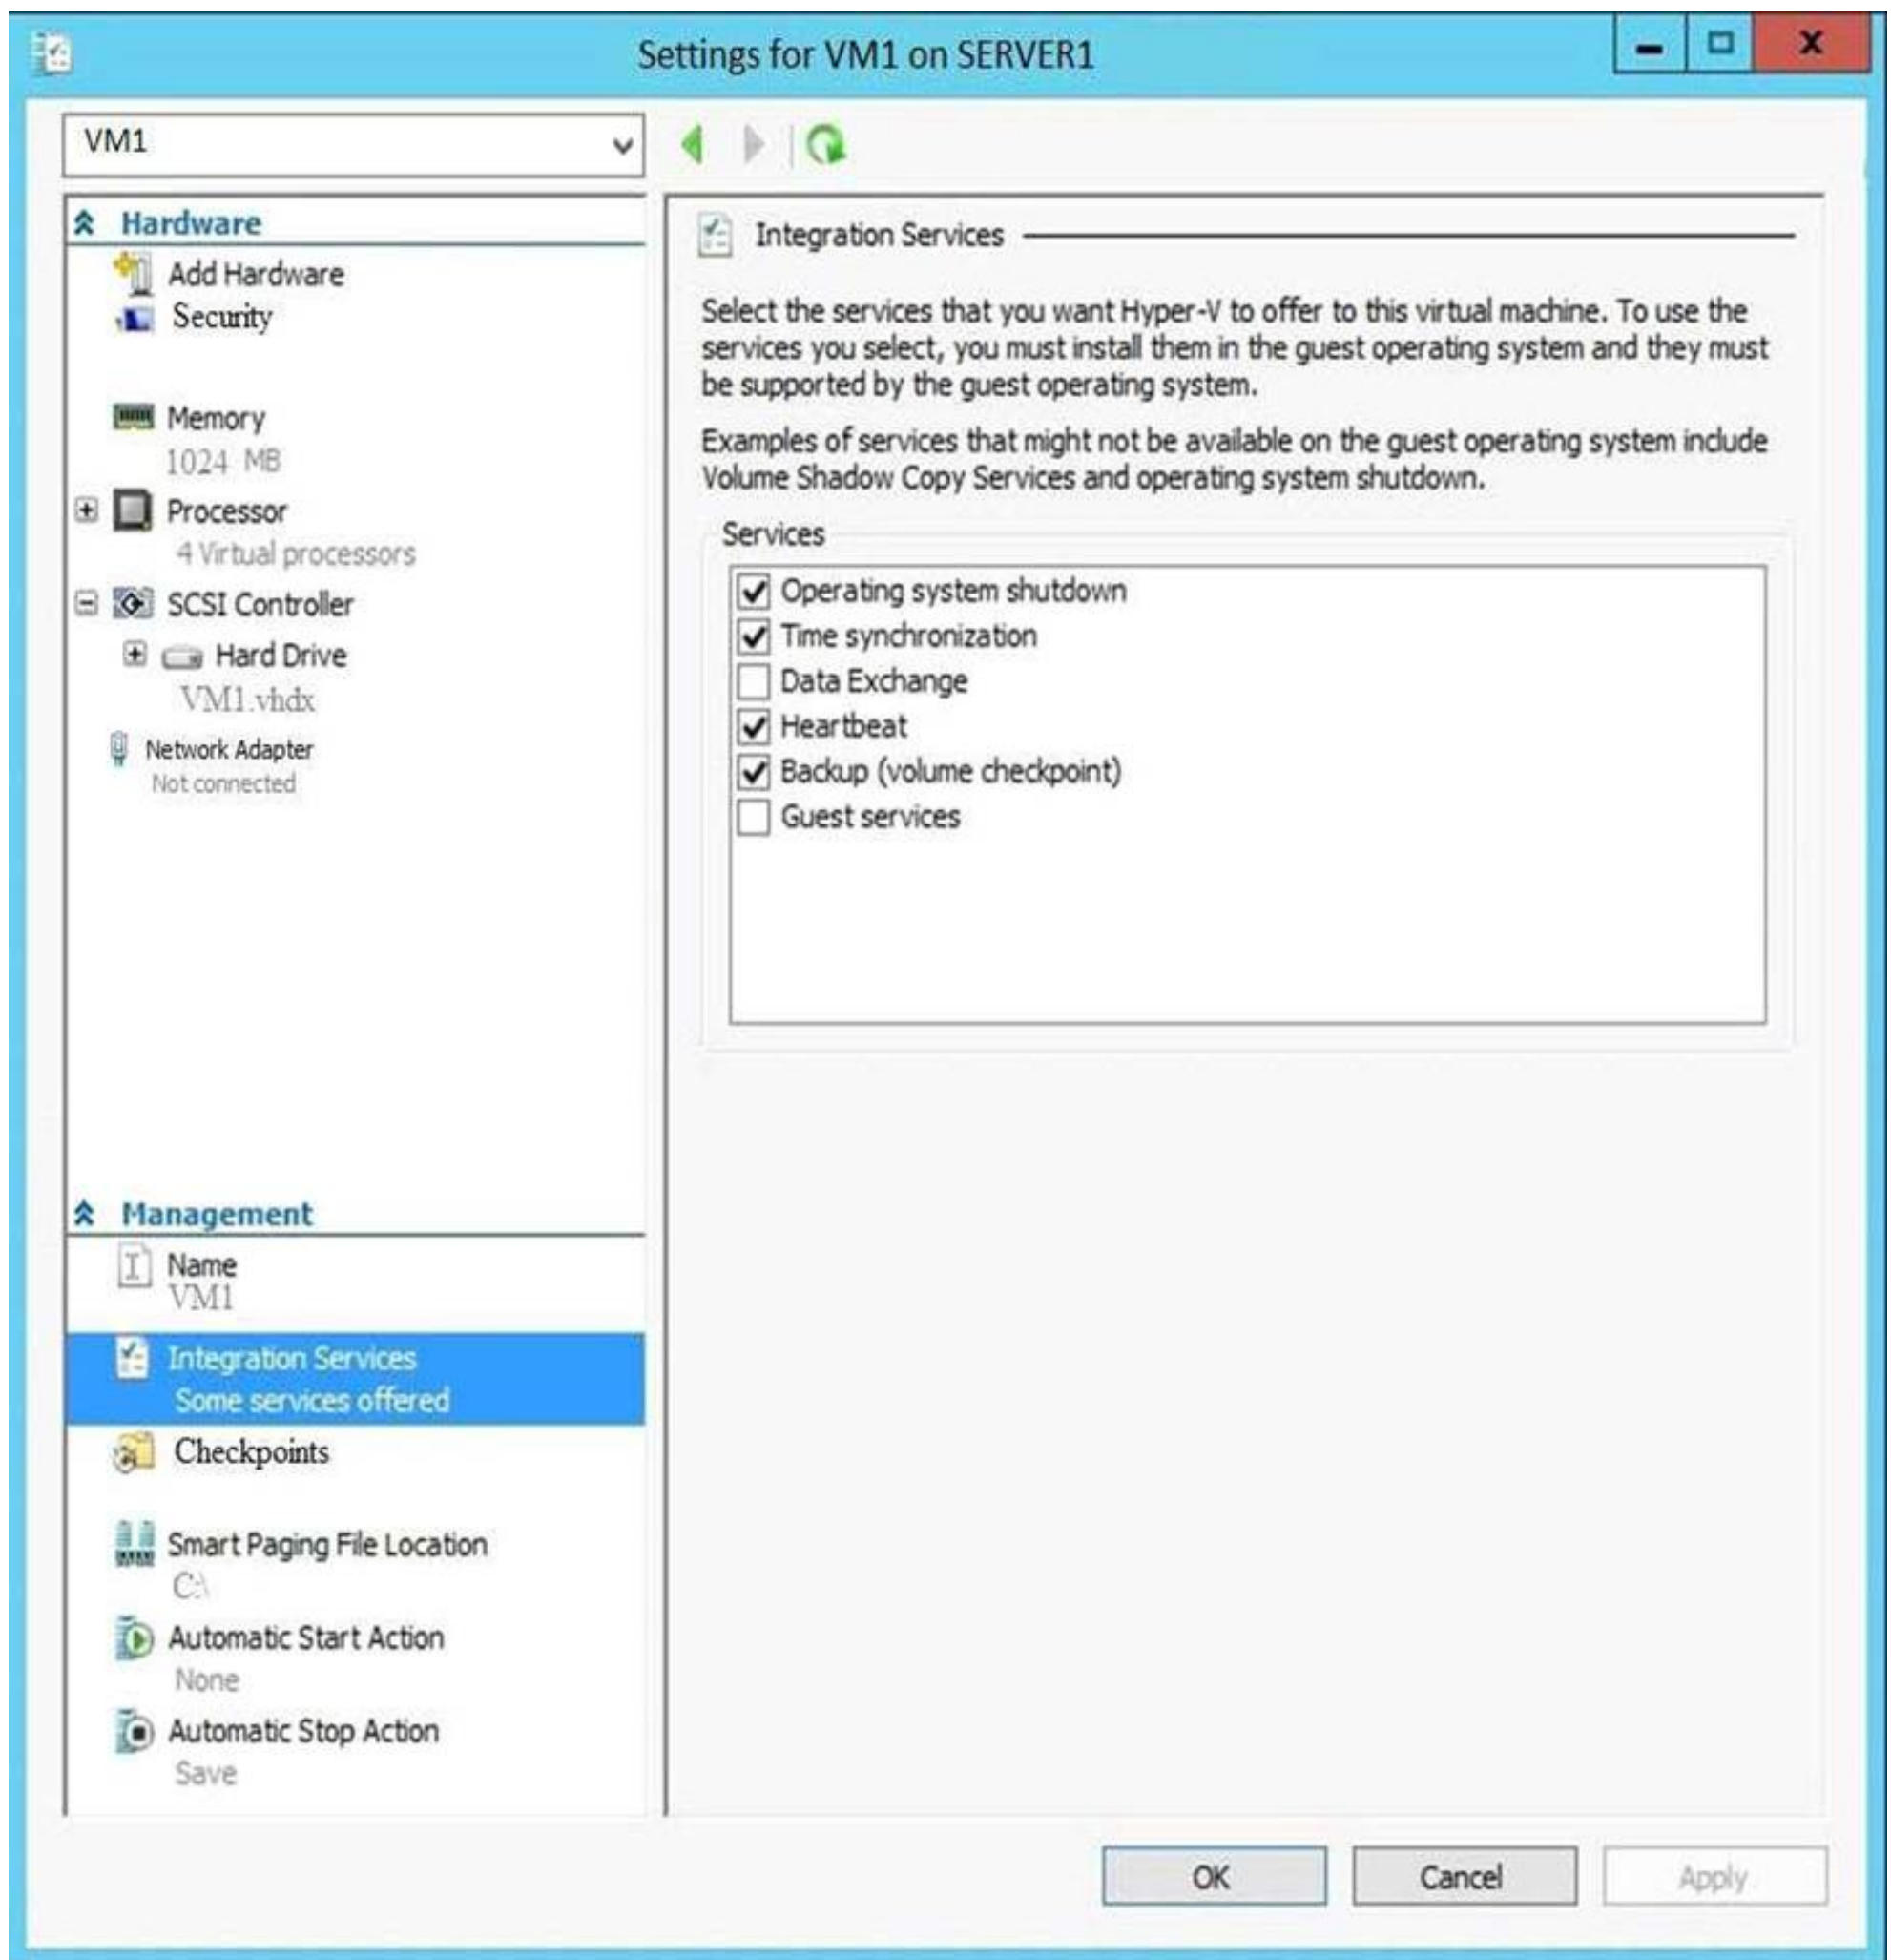 Settings for VM1 on SERVER1
VM1
Hardware
Add Hardware
Security
Memory
1024 MB
Processor
4 Virtual processors
SCSI Controller
Hard Drive
VM1.vhdx
Network Adapter
Not connected
Management
Name
VM1
Integration Services
Some services offered
Checkpoints
Smart Paging File Location
C:\
Automatic Start Action
None
Automatic Stop Action
Save
Integration Services
Select the services that you want Hyper-V to offer to this virtual machine. To use the
services you select, you must install them in the guest operating system and they must
be supported by the guest operating system.
Examples of services that might not be available on the guest operating system include
Volume Shadow Copy Services and operating system shutdown.
Services
Operating system shutdown
Time synchronization
Data Exchange
Heartbeat
Backup (volume checkpoint)
Guest services
OK
Cancel
Apply